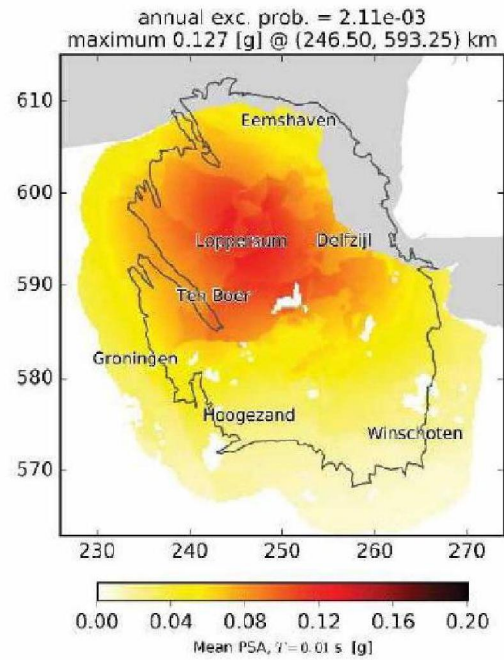 annual exc. prob. = 2.11e-03
maximum 0.127 [g] @ (246.50, 593.25) km
610
Eemshaven
600
Loppersum Delfzijl
590
Ten Boer
Groningen
580
Hoogezand
Winschoten
570
230 240 250 260 270
0.00 0.04 0.08 0.12 0.16 0.20
Mean PSA, T = 0.01 s [g]